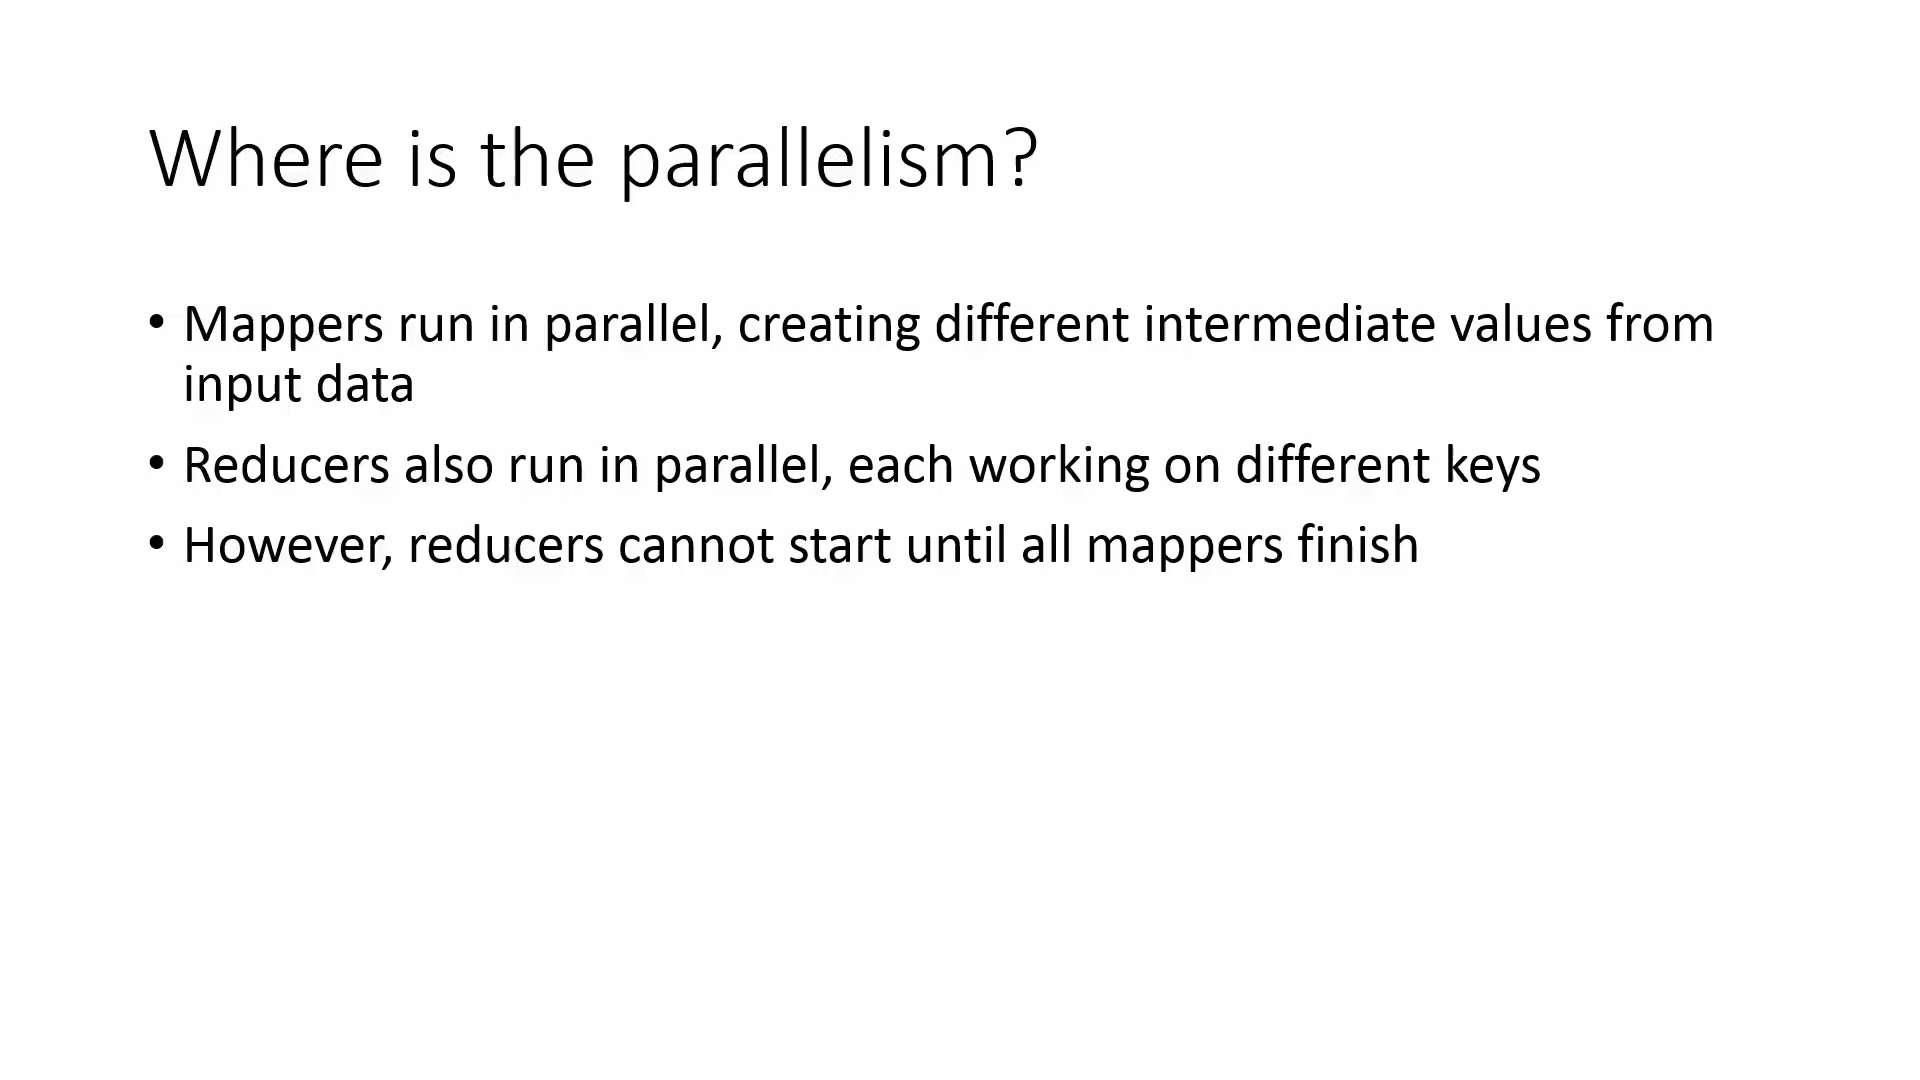 Where is the parallelism?
• Mappers run in parallel, creating different intermediate values from
input data
• Reducers also run in parallel, each working on different keys
• However, reducers cannot start until all mappers finish